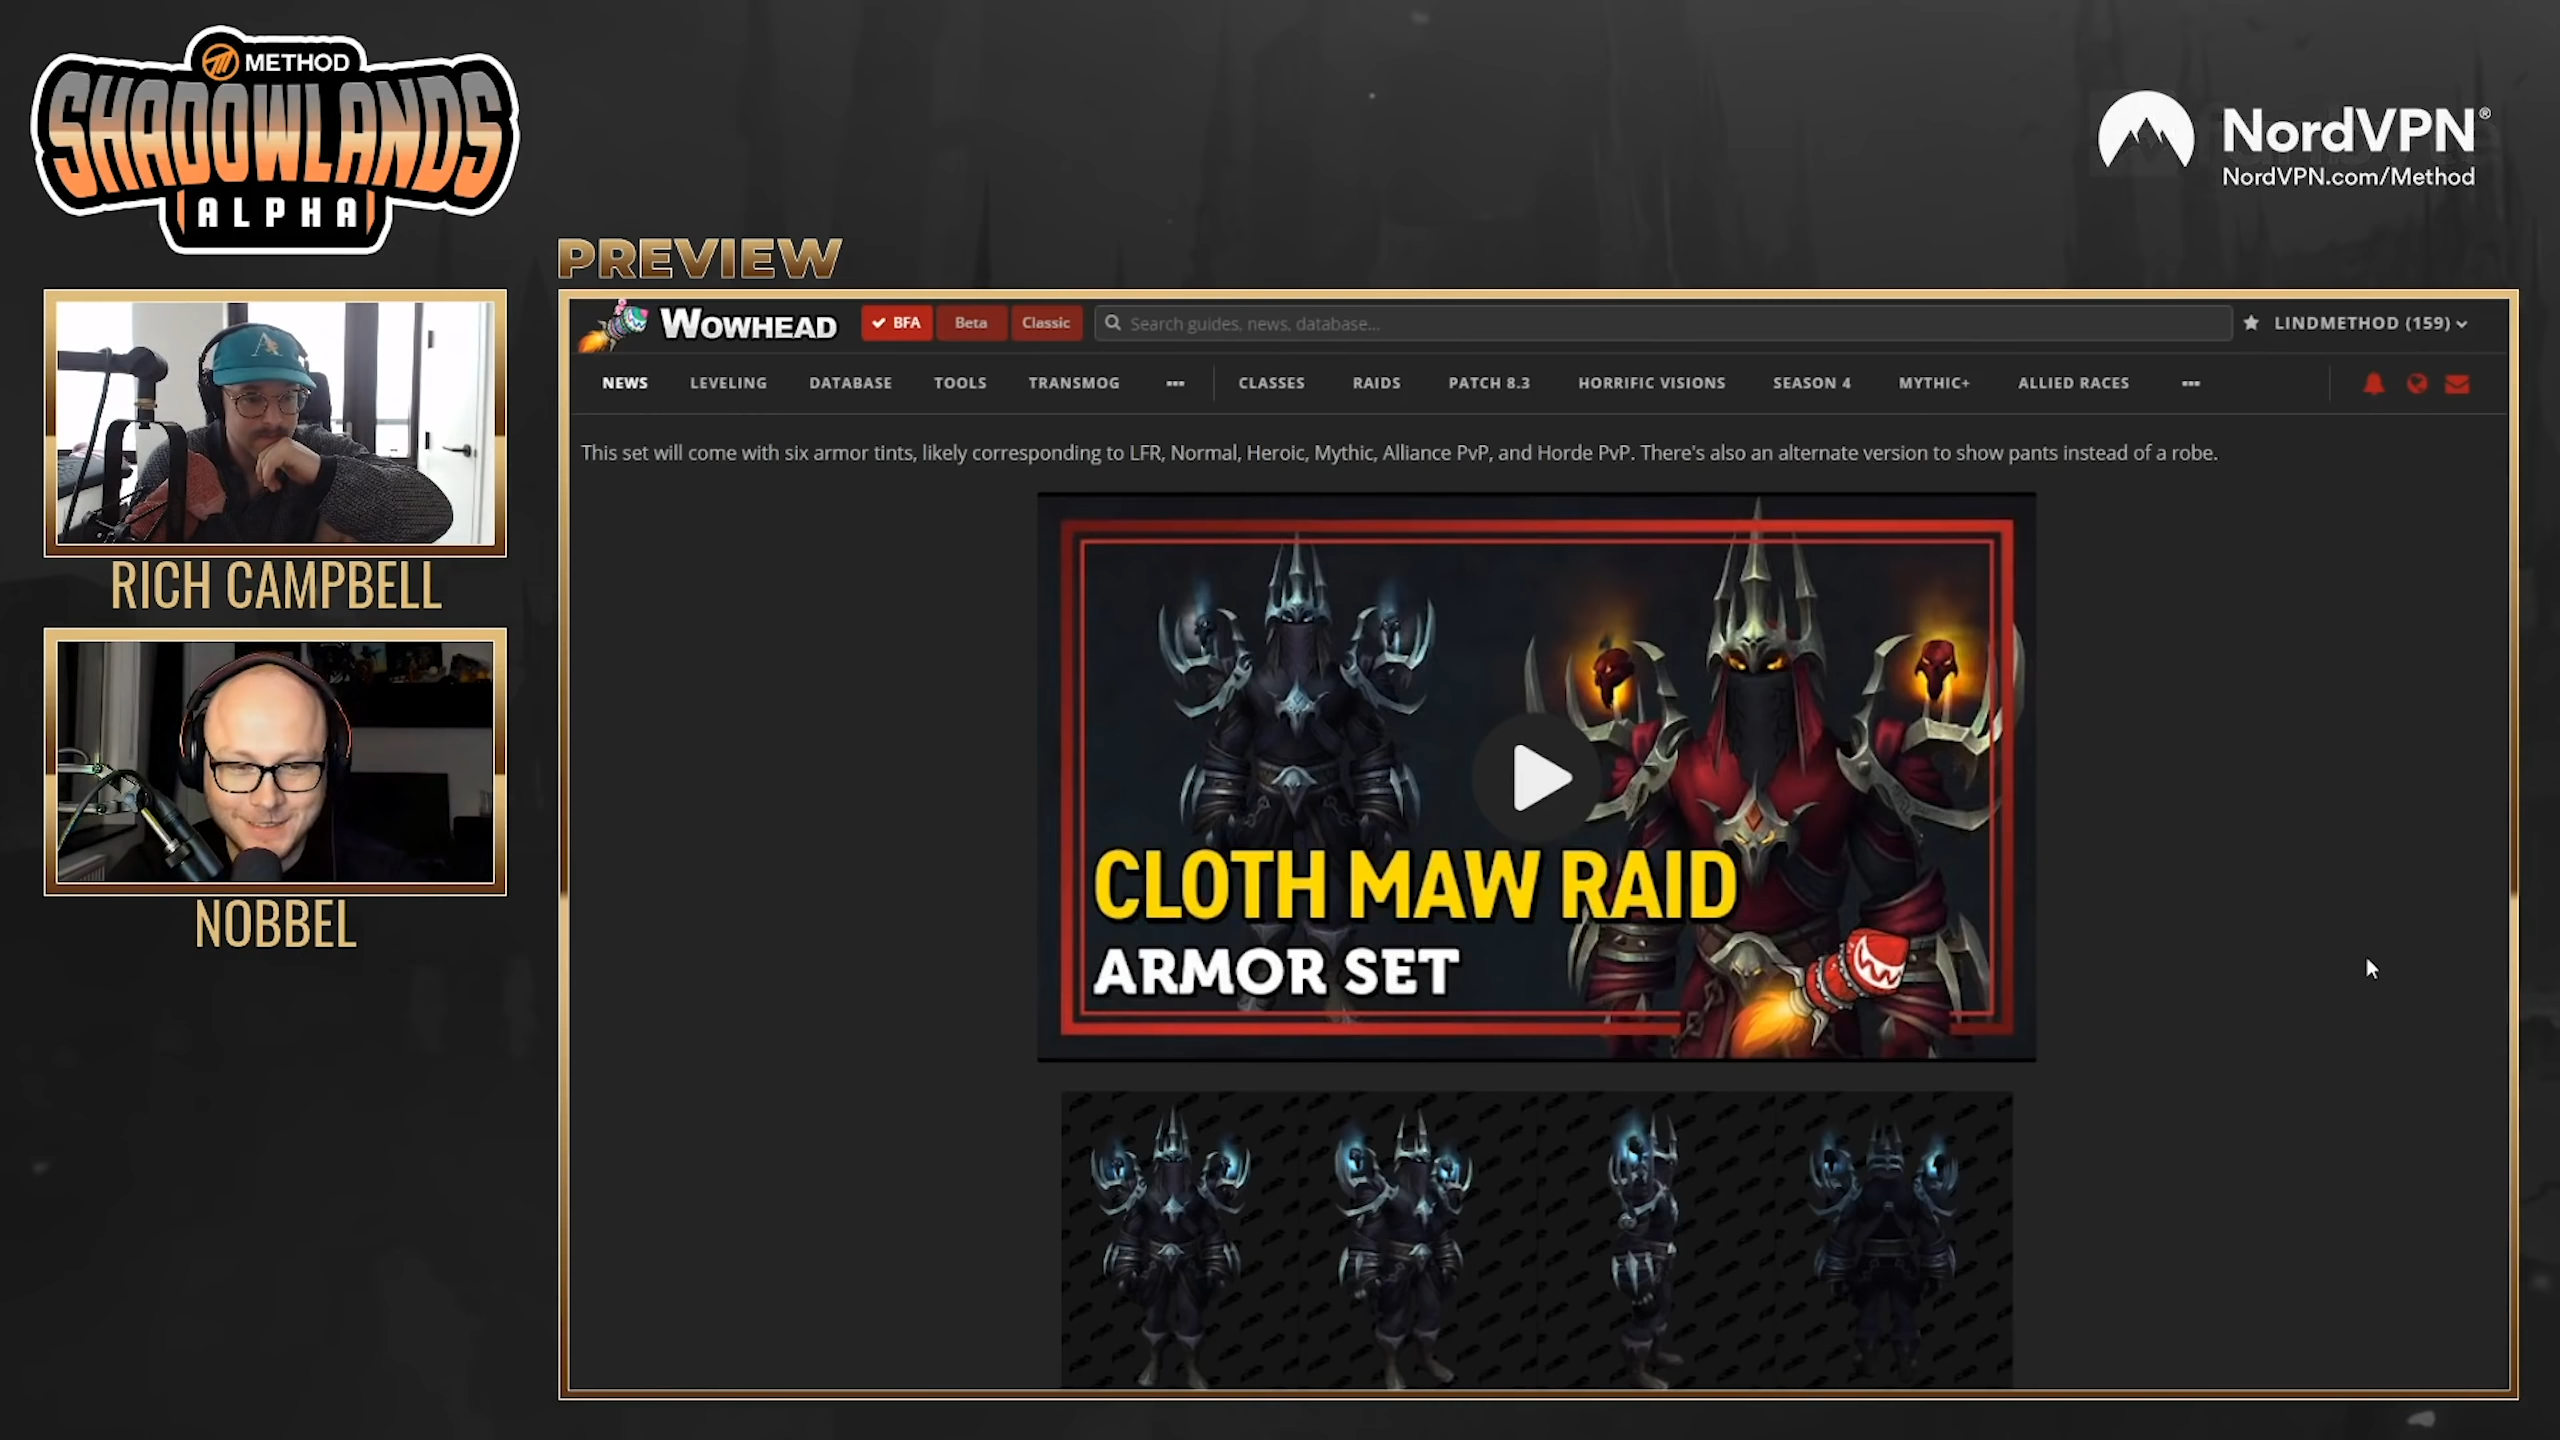 METHOD
SHADOWLANDS
ALPHA
NordVPN®
NordVPN.com/Method
PREVIEW
WOWHEAD
BFA
Beta
Classic
Search guides, news, database...
LINDMETHOD (159)
NEWS
LEVELING
DATABASE
TOOLS
TRANSMOG
CLASSES
RAIDS
PATCH 8.3
HORRIFIC VISIONS
SEASON 4
MYTHIC+
ALLIED RACES
This set will come with six armor tints, likely corresponding to LFR, Normal, Heroic, Mythic, Alliance PvP, and Horde PvP. There's also an alternate version to show pants instead of a robe.
CLOTH MAW RAID
ARMOR SET
RICH CAMPBELL
NOBBEL